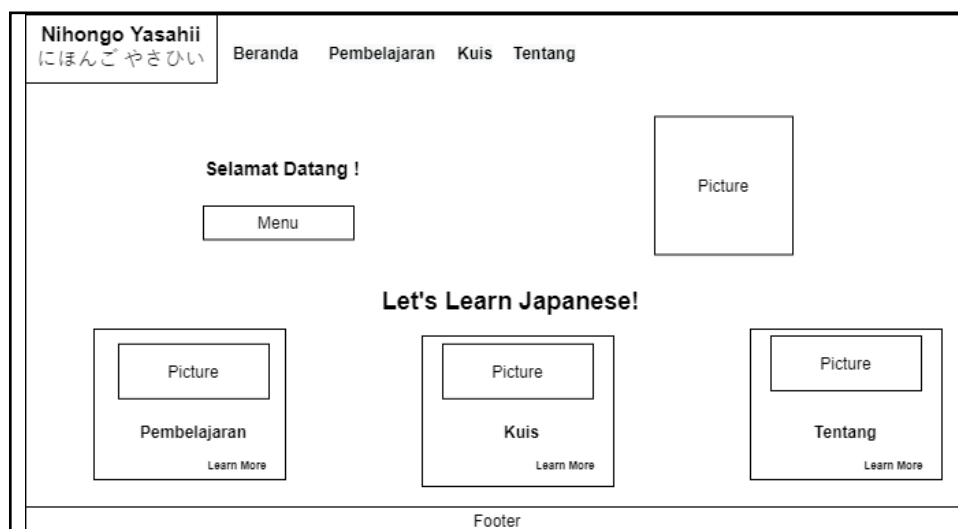 Nihongo Yasahii
にほんご やさひい
Beranda Pembelajaran Kuis Tentang
Selamat Datang !
Menu
Picture
Let's Learn Japanese!
Picture
Pembelajaran
Learn More
Picture
Kuis
Learn More
Picture
Tentang
Learn More
Footer